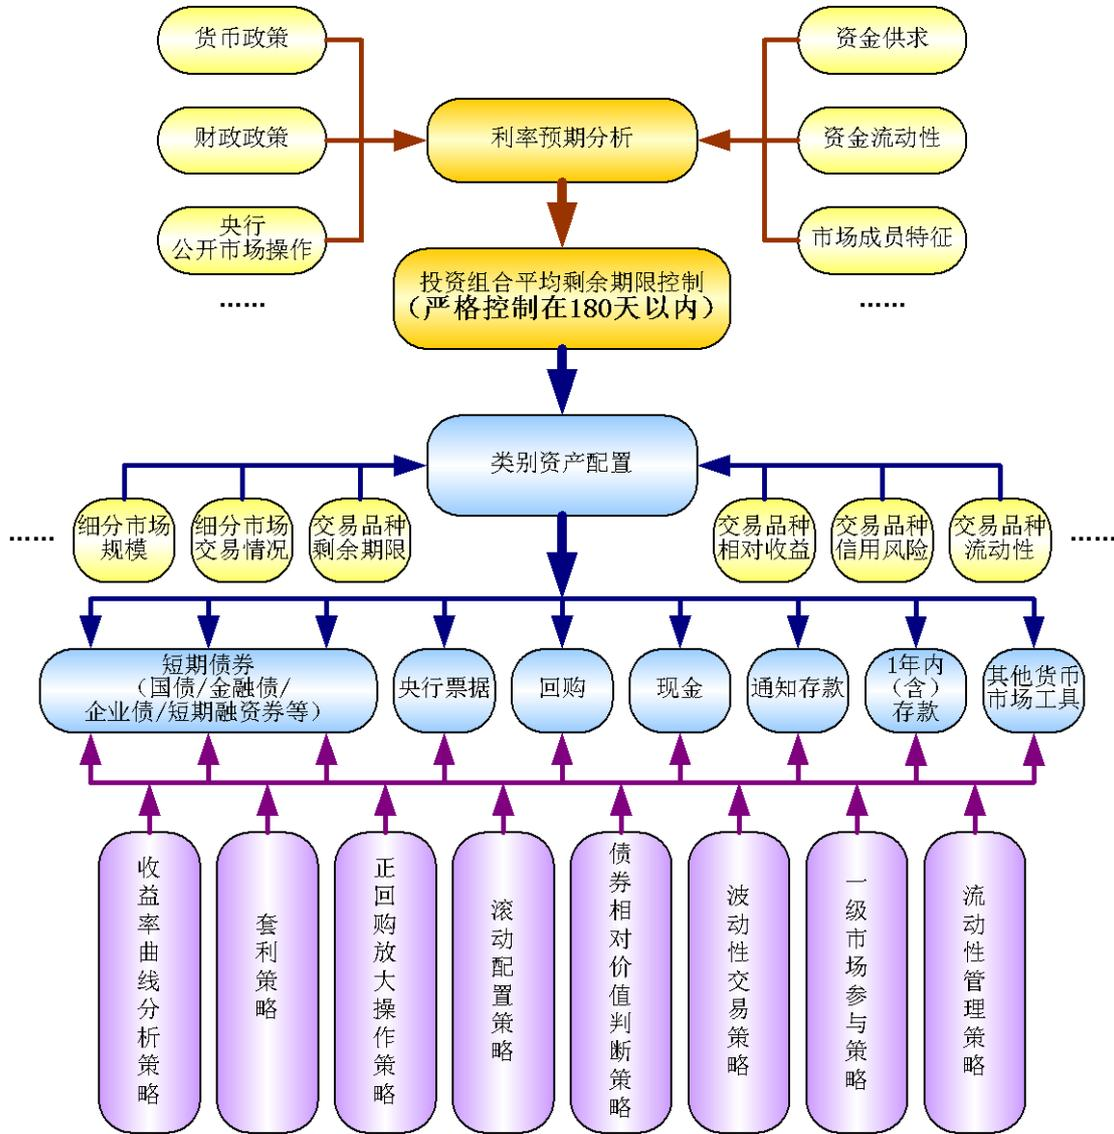 货币政策
资金供求
财政政策
利率预期分析
资金流动性
央行
公开市场操作
市场成员特征
……
投资组合平均剩余期限控制
（严格控制在180天以内）
……
类别资产配置
……
细分市场
规模
细分市场
交易情况
交易品种
剩余期限
交易品种
相对收益
交易品种
信用风险
交易品种
流动性
……
短期债券
（国债/金融债/
企业债/短期融资券等）
央行票据
回购
现金
通知存款
1年内
（含）
存款
其他货币
市场工具
收益率曲线分析策略
套利策略
正回购放大操作策略
滚动配置策略
债券相对价值判断策略
波动性交易策略
一级市场参与策略
流动性管理策略